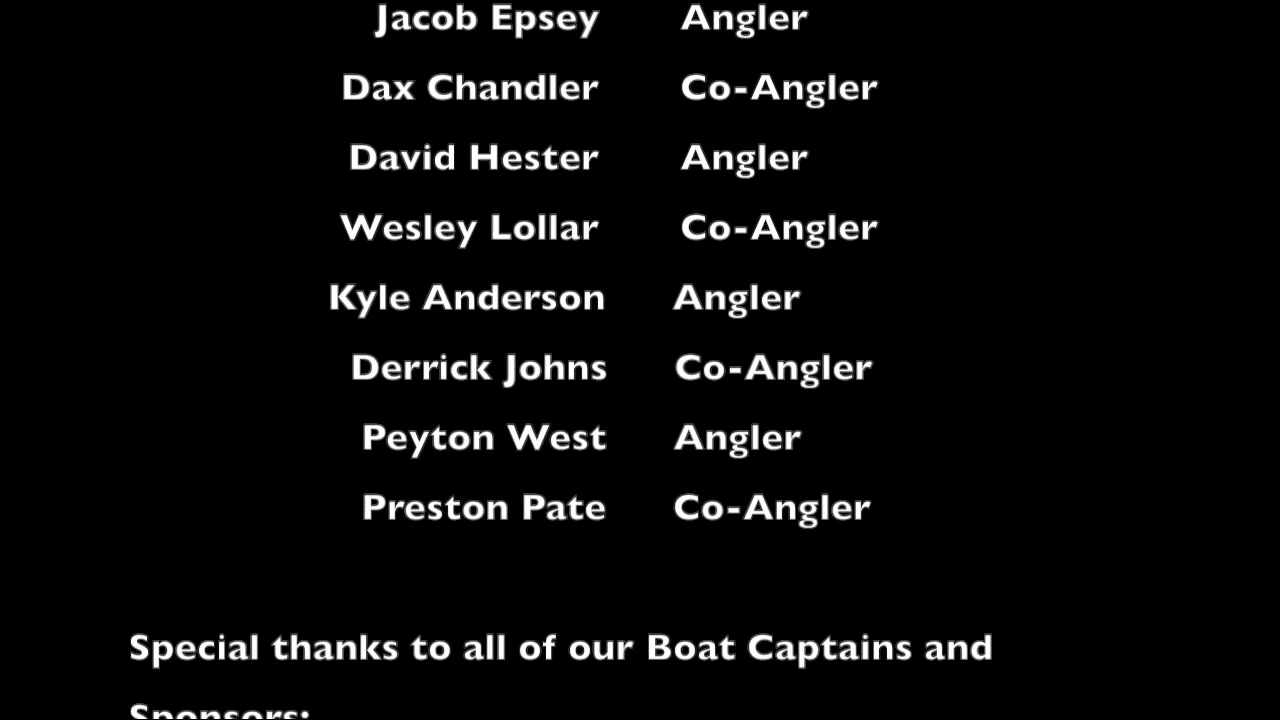 Jacob Epsey Angler
Dax Chandler Co-Angler
David Hester Angler
Wesley Lollar Co-Angler
Kyle Anderson Angler
Derrick Johns Co-Angler
Peyton West Angler
Preston Pate Co-Angler
Special thanks to all of our Boat Captains and
Sponsors: